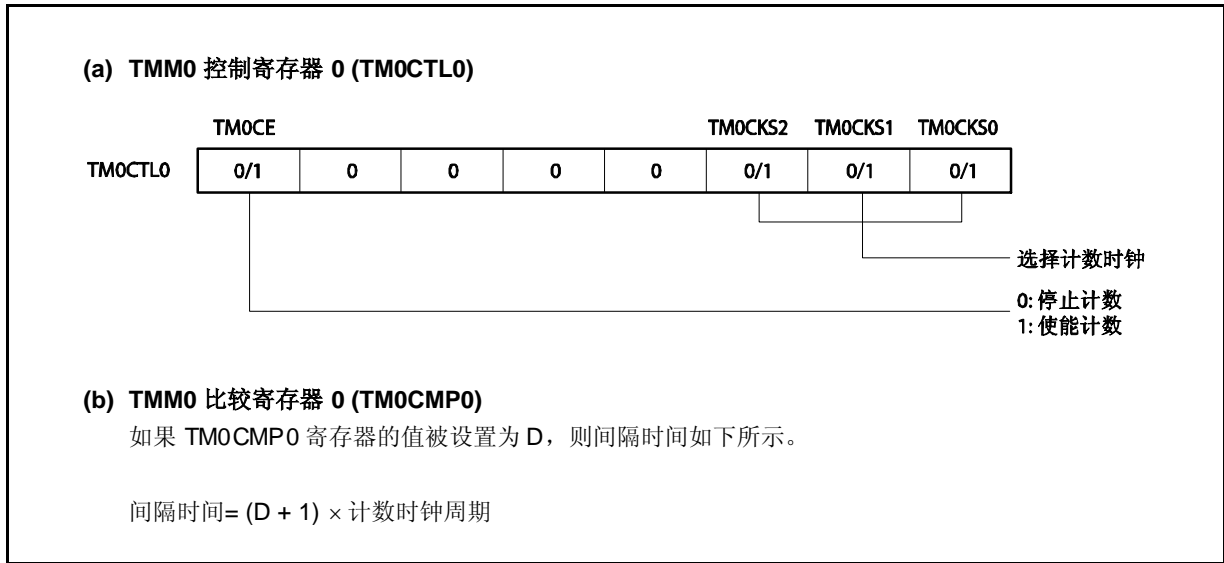 (a) TMM0 控制寄存器 0 (TM0CTL0)
TM0CE TM0CKS2 TM0CKS1 TM0CKS0
TM0CTL0 0/1 0 0 0 0 0/1 0/1 0/1
选择计数时钟
0: 停止计数
1: 使能计数
(b) TMM0 比较寄存器 0 (TM0CMP0)
如果 TM0CMP0 寄存器的值被设置为 D，则间隔时间如下所示。
间隔时间= (D + 1) × 计数时钟周期